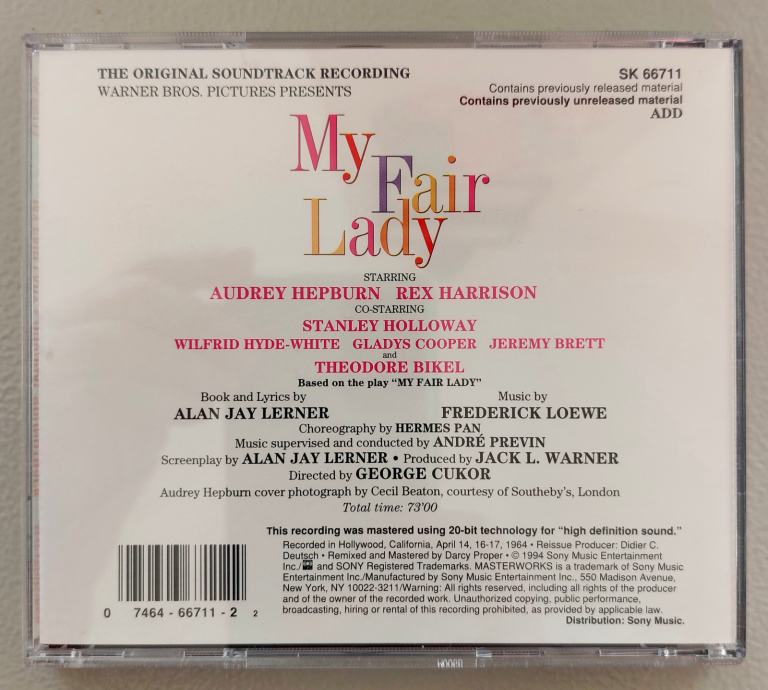 THE ORIGINAL SOUNDTRACK RECORDING
WARNER BROS. PICTURES PRESENTS
SK 66711
Contains previously released material
Contains previously unreleased material
ADD
My
Fair
Lady
STARRING
AUDREY HEPBURN REX HARRISON
CO-STARRING
STANLEY HOLLOWAY
WILFRID HYDE-WHITE GLADYS COOPER JEREMY BRETT
and
THEODORE BIKEL
Based on the play “MY FAIR LADY”
Book and Lyrics by
ALAN JAY LERNER
Music by
FREDERICK LOEWE
Choreography by HERMES PAN
Music supervised and conducted by ANDRÉ PREVIN
Screenplay by ALAN JAY LERNER • Produced by JACK L. WARNER
Directed by GEORGE CUKOR
Audrey Hepburn cover photograph by Cecil Beaton, courtesy of Southeby's, London
Total time: 73'00
This recording was mastered using 20-bit technology for “high definition sound.”
Recorded in Hollywood, California, April 14, 16-17, 1964 • Reissue Producer: Didier C.
Deutsch • Remixed and Mastered by Darcy Proper • © 1994 Sony Music Entertainment
Inc./ and SONY Registered Trademarks. MASTERWORKS is a trademark of Sony Music
Entertainment Inc./Manufactured by Sony Music Entertainment Inc., 550 Madison Avenue,
New York, NY 10022-3211/Warning: All rights reserved, including all rights of the producer
and of the owner of the recorded work. Unauthorized copying, public performance,
broadcasting, hiring or rental of this recording prohibited, as provided by applicable law.
Distribution: Sony Music.
0 7464 - 66711 - 2 2